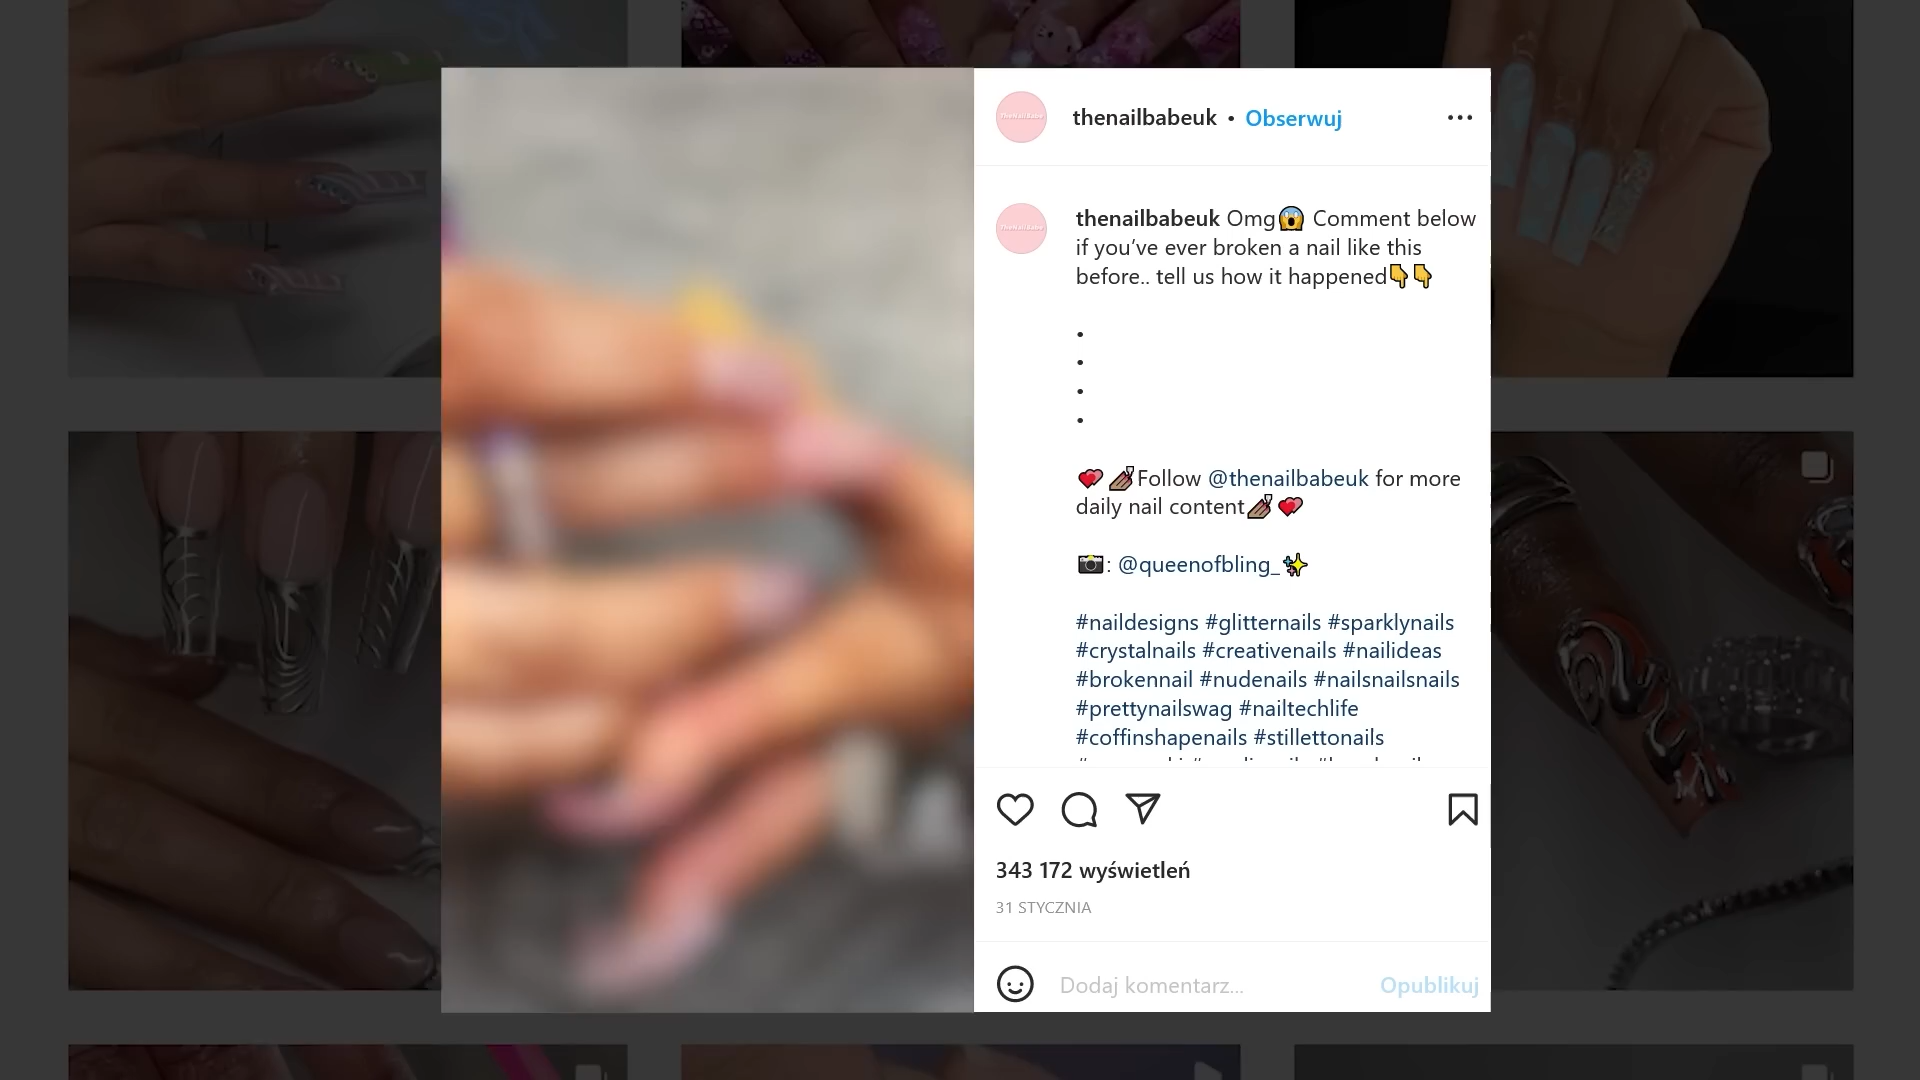 thenailbabeuk • Obserwuj
thenailbabeuk Omg😱 Comment below
if you’ve ever broken a nail like this
before.. tell us how it happened👇👇
•
•
•
•
💕💅🏽Follow @thenailbabeuk for more
daily nail content💅🏽💕
📸: @queenofbling_✨
#naildesigns #glitternails #sparklynails
#crystalnails #creativenails #nailideas
#brokennail #nudenails #nailsnailsnails
#prettynailswag #nailtechlife
#coffinshapenails #stillettonails
343 172 wyświetleń
31 STYCZNIA
Dodaj komentarz...
Opublikuj